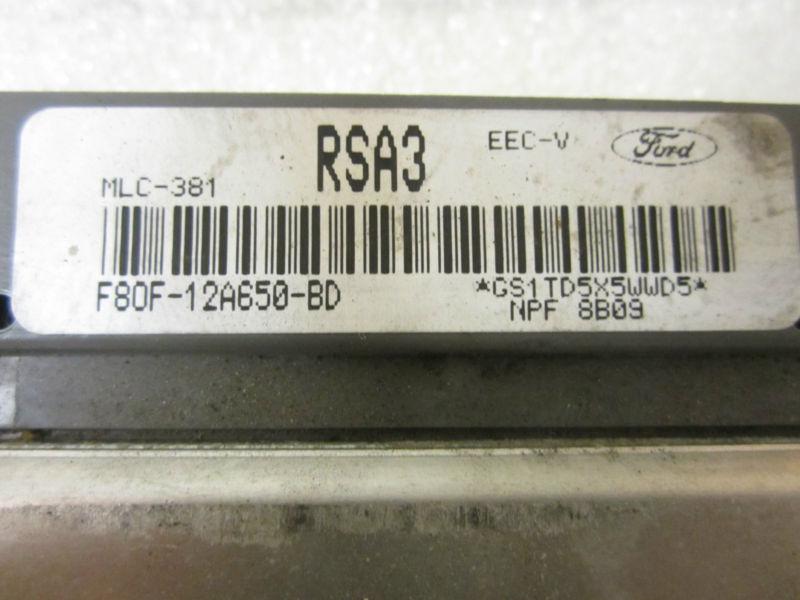 RSA3
EEC-V
Ford
MLC-381
F80F-12A650-BD
*GS1TD5X5WWD5*
NPF 8B09